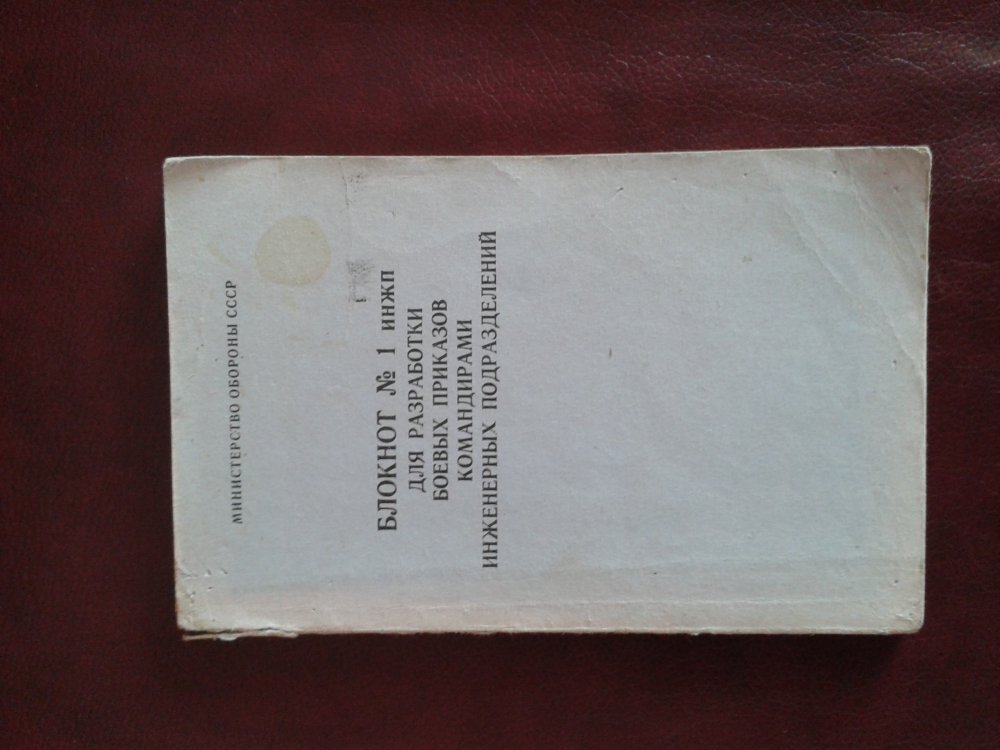 МИНИСТЕРСТВО ОБОРОНЫ СССР
БЛОКНОТ № 1 ИНЖП
ДЛЯ РАЗРАБОТКИ
БОЕВЫХ ПРИКАЗОВ
КОМАНДИРАМИ
ИНЖЕНЕРНЫХ ПОДРАЗДЕЛЕНИЙ